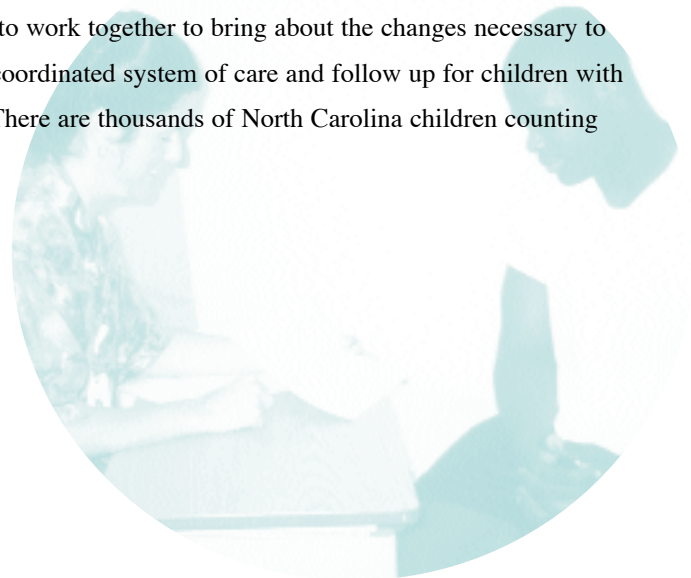 to work together to bring about the changes necessary to
coordinated system of care and follow up for children with
There are thousands of North Carolina children counting